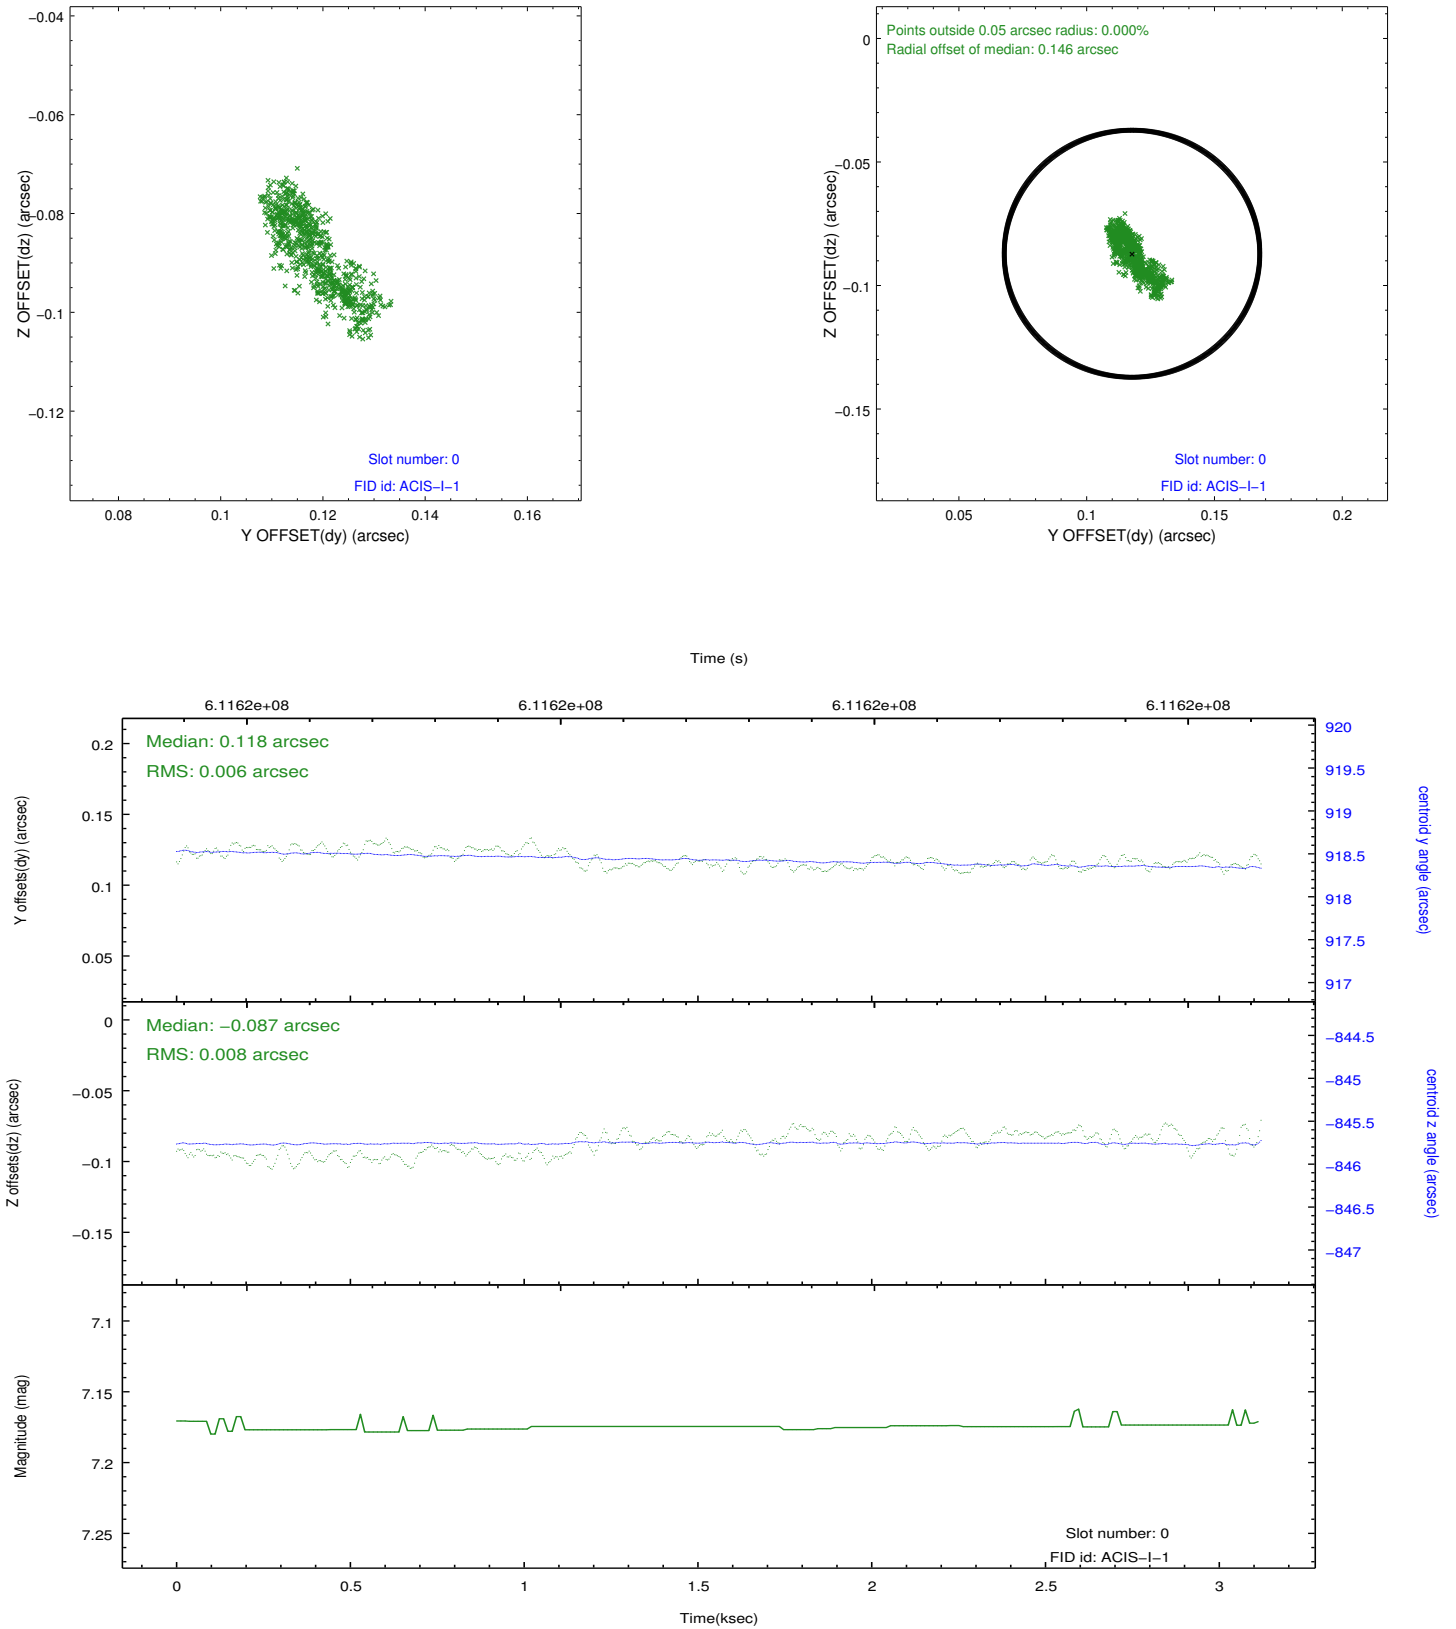 −0.04
−0.06
−0.08
−0.1
−0.12
Z OFFSET(dz) (arcsec)
Slot number: 0
FID id: ACIS−I−1
0.08
0.1
0.12
0.14
0.16
Y OFFSET(dy) (arcsec)
Points outside 0.05 arcsec radius: 0.000%
Radial offset of median: 0.146 arcsec
0
−0.05
−0.1
−0.15
Z OFFSET(dz) (arcsec)
Slot number: 0
FID id: ACIS−I−1
0.05
0.1
0.15
0.2
Y OFFSET(dy) (arcsec)
Time (s)
6.1162e+08
6.1162e+08
6.1162e+08
6.1162e+08
Median: 0.118 arcsec
RMS: 0.006 arcsec
0.2
0.15
0.1
0.05
Y offsets(dy) (arcsec)
920
919.5
919
918.5
918
917.5
917
centroid y angle (arcsec)
Median: −0.087 arcsec
RMS: 0.008 arcsec
0
−0.05
−0.1
−0.15
Z offsets(dz) (arcsec)
−844.5
−845
−845.5
−846
−846.5
−847
centroid z angle (arcsec)
7.1
7.15
7.2
7.25
Magnitude (mag)
Slot number: 0
FID id: ACIS−I−1
0
0.5
1
1.5
2
2.5
3
Time(ksec)